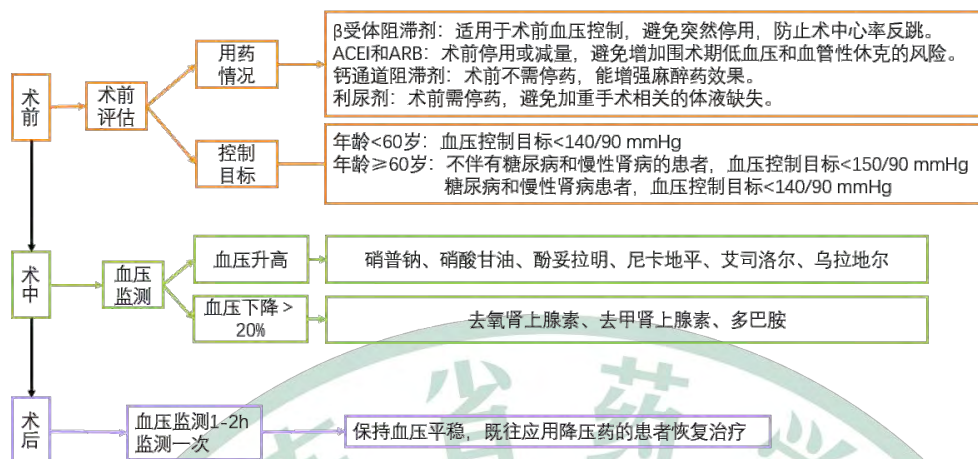 术前
术前
评估
用药
情况
β受体阻滞剂：适用于术前血压控制，避免突然停用，防止术中心率反跳。
ACEI和ARB：术前停用或减量，避免增加围术期低血压和血管性休克的风险。
钙通道阻滞剂：术前不需停药，能增强麻醉药效果。
利尿剂：术前需停药，避免加重手术相关的体液缺失。
控制
目标
年龄<60岁：血压控制目标<140/90 mmHg
年龄≥60岁：不伴有糖尿病和慢性肾病的患者，血压控制目标<150/90 mmHg
糖尿病和慢性肾病患者，血压控制目标<140/90 mmHg
术中
血压
监测
血压升高
硝普钠、硝酸甘油、酚妥拉明、尼卡地平、艾司洛尔、乌拉地尔
血压下降＞
20%
去氧肾上腺素、去甲肾上腺素、多巴胺
术后
血压监测1-2h
监测一次
保持血压平稳，既往应用降压药的患者恢复治疗
省药学